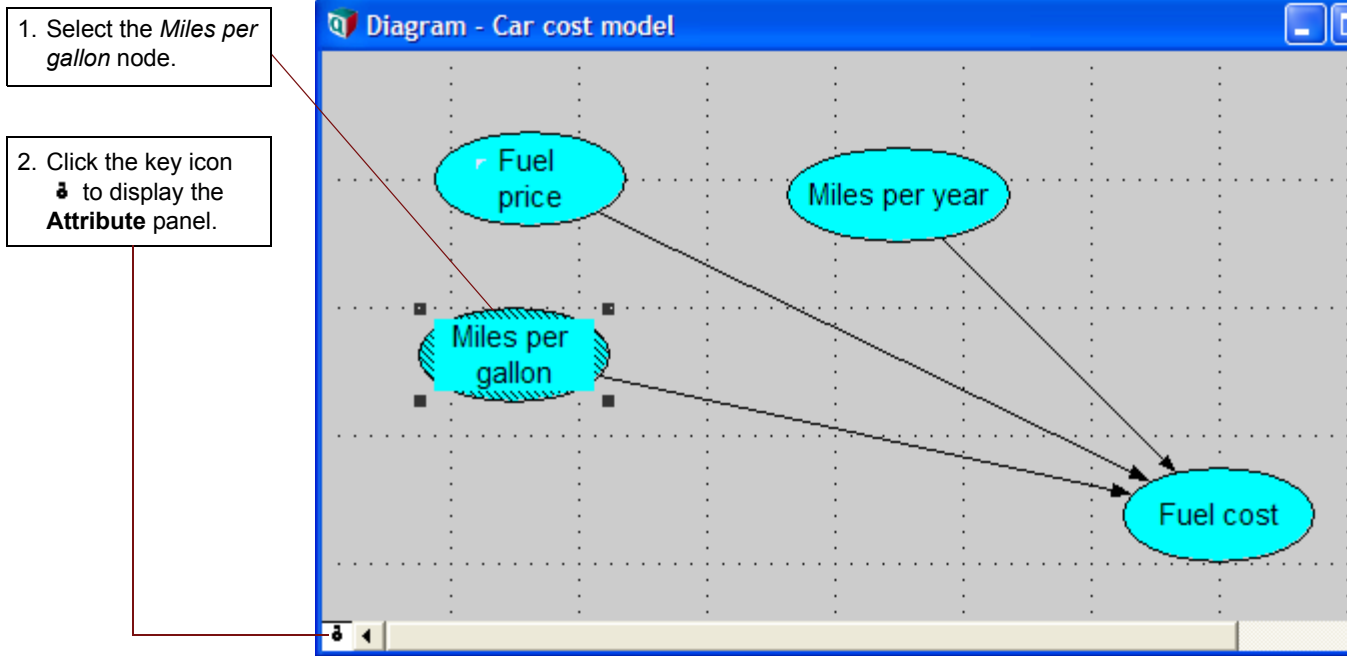 1. Select the Miles per
gallon node.
2. Click the key icon
to display the
Attribute panel.
Diagram - Car cost model
Fuel
price
Miles per year
Miles per
gallon
Fuel cost